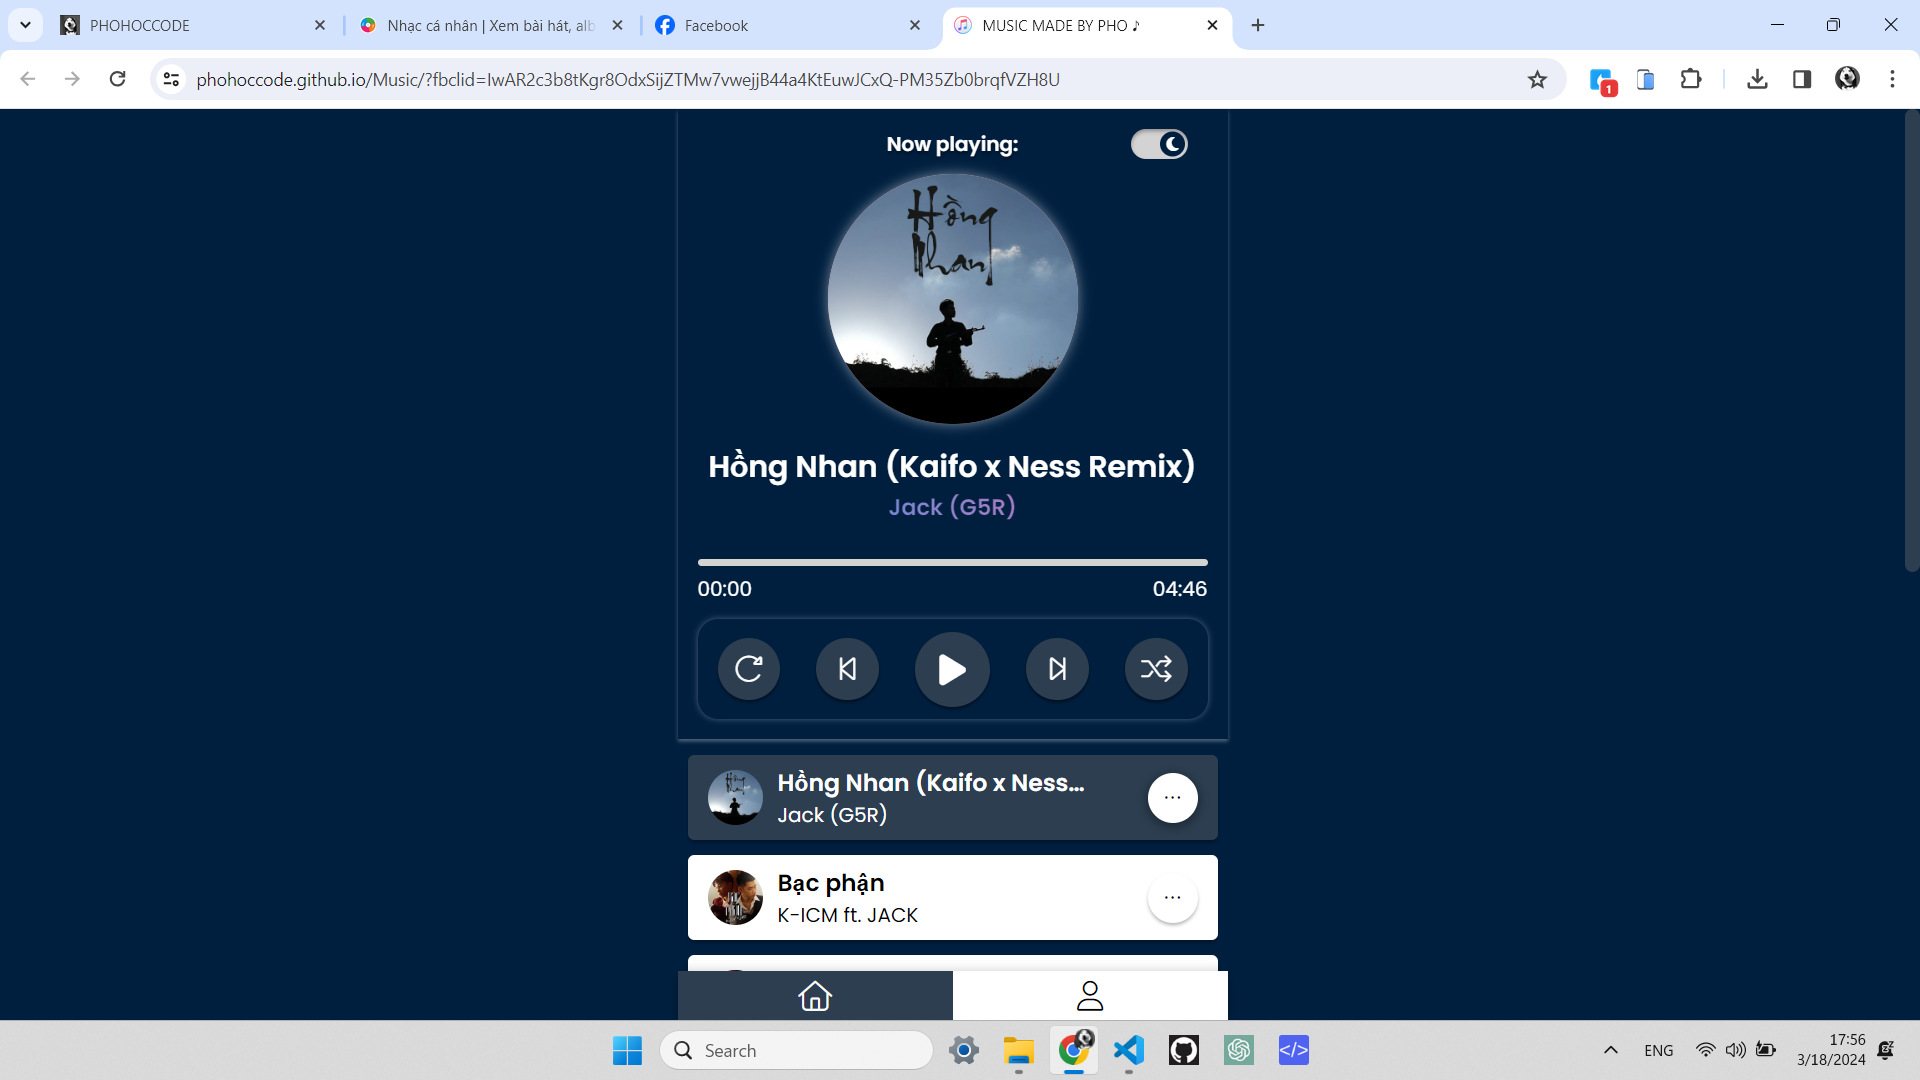 PHOHOCCODE
Nhạc cá nhân | Xem bài hát, alb
Facebook
MUSIC MADE BY PHO ♪
phohoccode.github.io/Music/?fbclid=IwAR2c3b8tKgr8OdxSijZTMw7vwejjB44a4KtEuwJCxQ-PM35Zb0brqfVZH8U
1
Now playing:
Hồng
Nhan
Hồng Nhan (Kaifo x Ness Remix)
Jack (G5R)
00:00
04:46
Hồng Nhan (Kaifo x Ness...
Jack (G5R)
Bạc phận
K-ICM ft. JACK
Search
ENG
17:56
3/18/2024